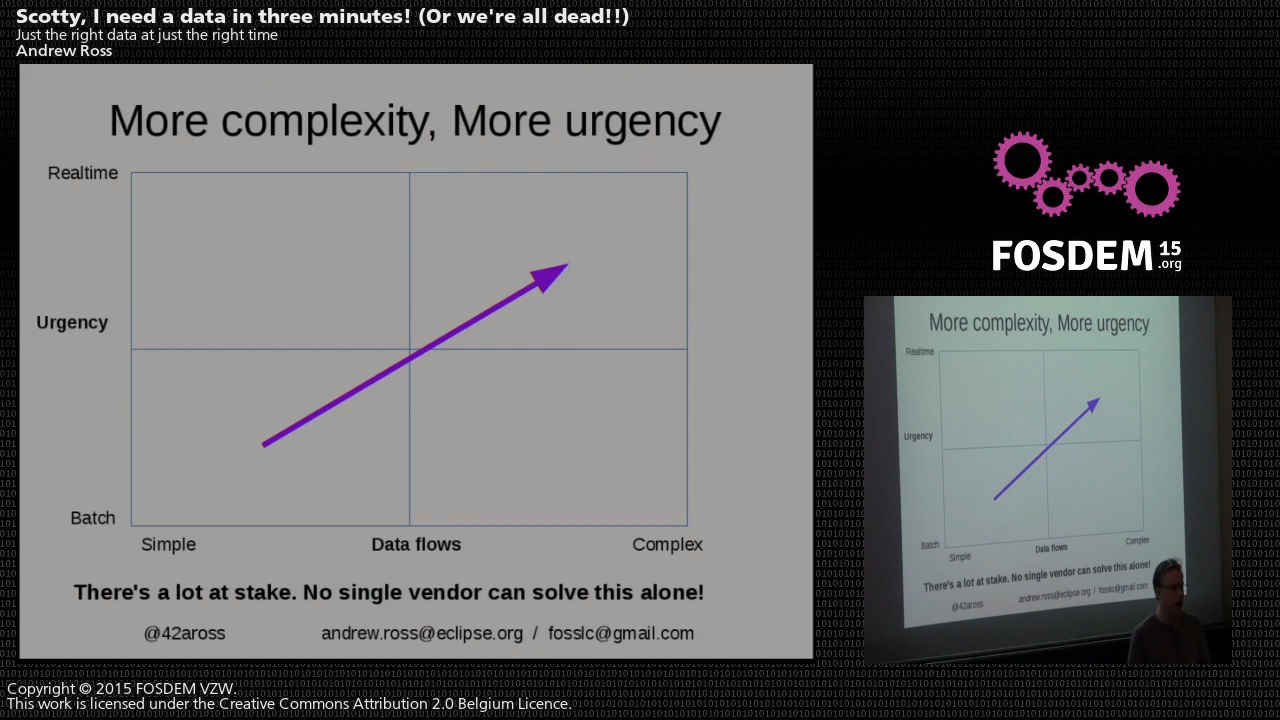 Scotty, I need a data in three minutes! (Or we're all dead!!)
Just the right data at just the right time
Andrew Ross
More complexity, More urgency
Realtime
Urgency
Batch
Simple
Data flows
Complex
There's a lot at stake. No single vendor can solve this alone!
@42aross
andrew.ross@eclipse.org / fosslc@gmail.com
FOSDEM 15
.org
More complexity, More urgency
Realtime
Urgency
Batch
Simple
Data flows
Complex
There's a lot at stake. No single vendor can solve this alone!
@42aross
andrew.ross@eclipse.org / fosslc@gmail.com
Copyright © 2015 FOSDEM VZW.
This work is licensed under the Creative Commons Attribution 2.0 Belgium Licence.